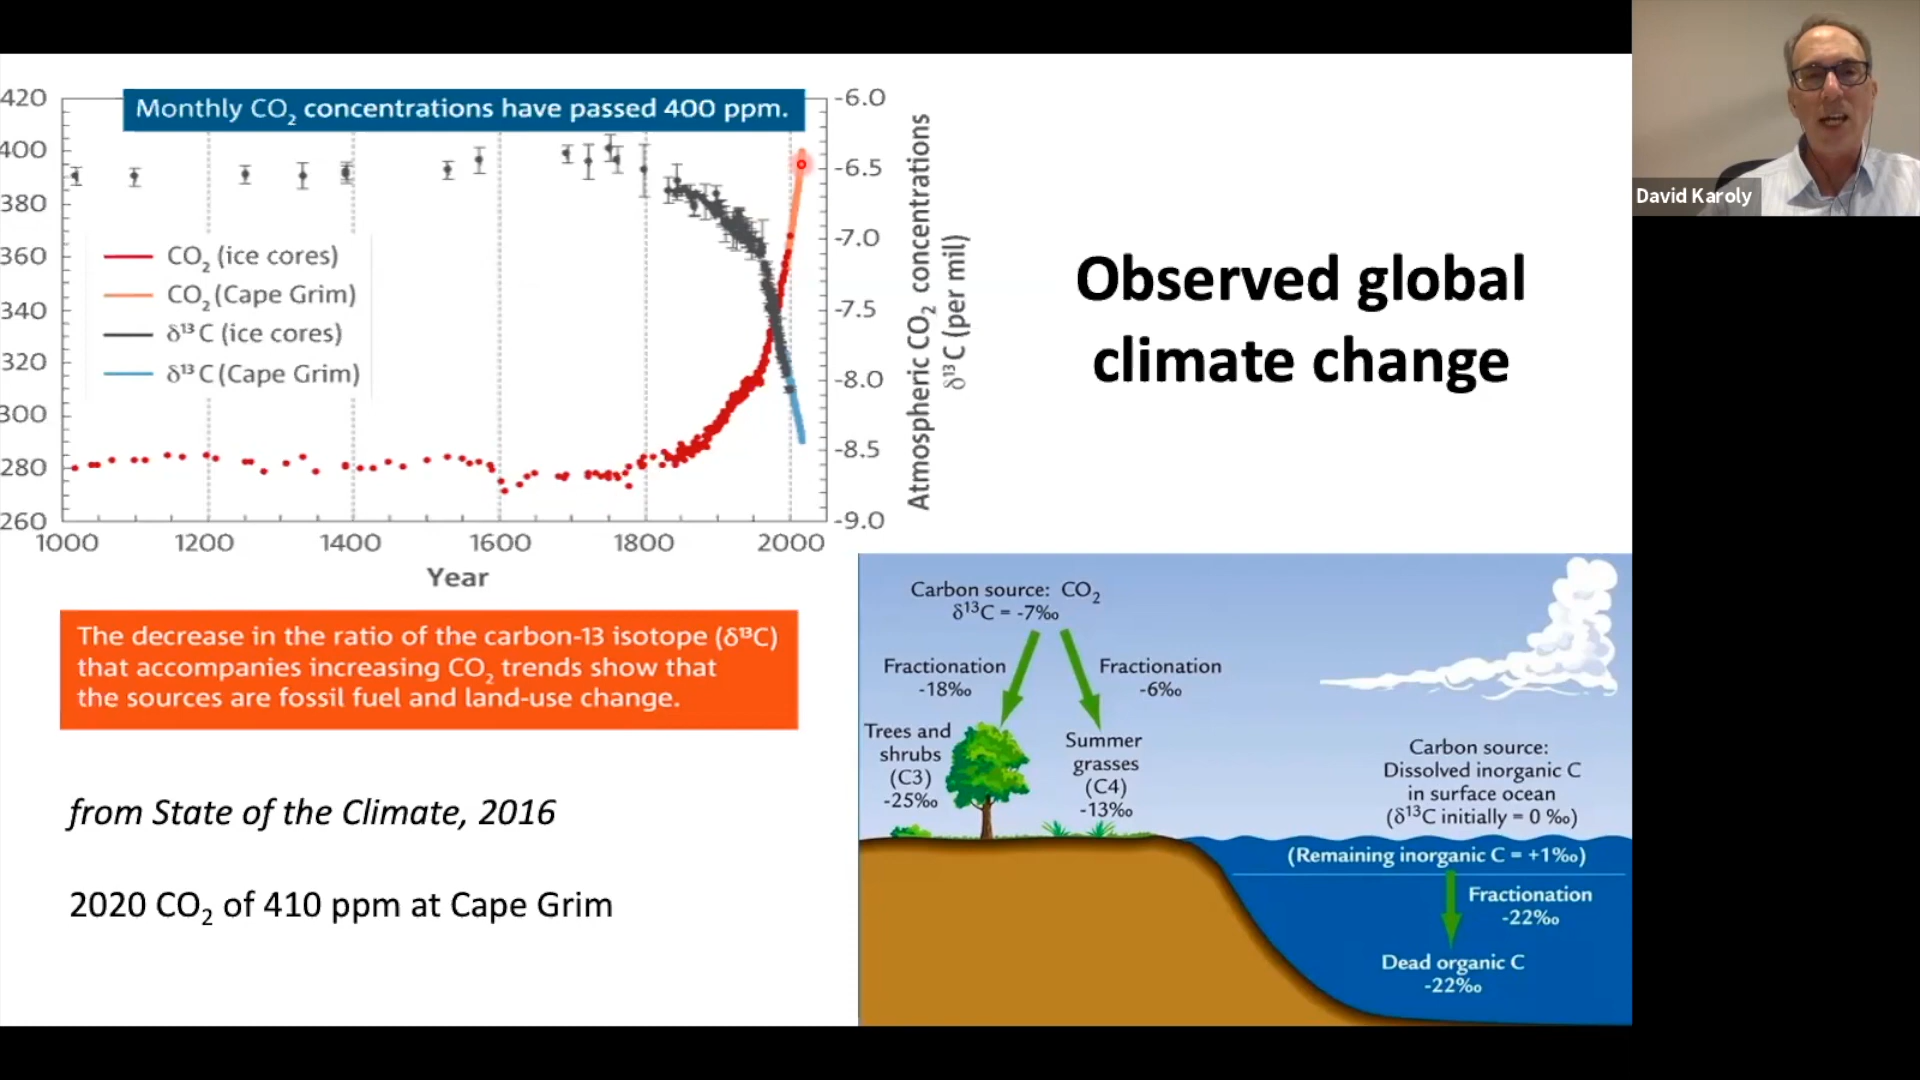 Monthly CO₂ concentrations have passed 400 ppm.
420
400
380
360
340
320
300
280
260
-6.0
-6.5
-7.0
-7.5
-8.0
-8.5
-9.0
CO₂ (ice cores)
CO₂ (Cape Grim)
δ¹³C (ice cores)
δ¹³C (Cape Grim)
Atmospheric CO₂ concentrations
δ¹³C (per mil)
1000 1200 1400 1600 1800 2000
Year
The decrease in the ratio of the carbon-13 isotope (δ¹³C)
that accompanies increasing CO₂ trends show that
the sources are fossil fuel and land-use change.
from State of the Climate, 2016
2020 CO₂ of 410 ppm at Cape Grim
Observed global
climate change
Carbon source: CO₂
δ¹³C = -7‰
Fractionation
-18‰
Fractionation
-6‰
Trees and
shrubs
(C3)
-25‰
Summer
grasses
(C4)
-13‰
Carbon source:
Dissolved inorganic C
in surface ocean
(δ¹³C initially = 0 ‰)
(Remaining inorganic C = +1‰)
Fractionation
-22‰
Dead organic C
-22‰
David Karoly